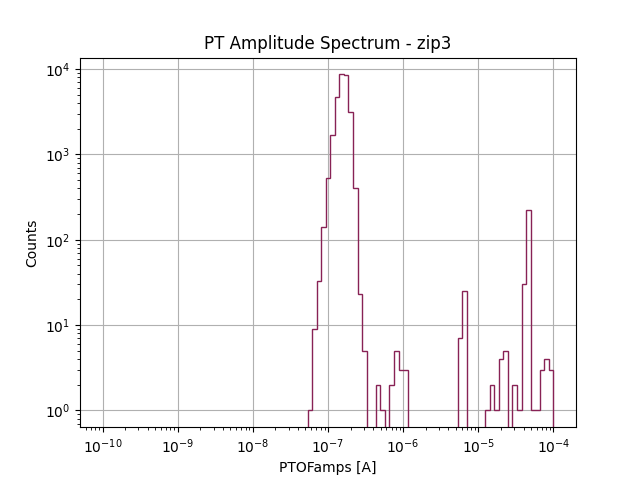 PT Amplitude Spectrum - zip3
Counts
10⁴
10³
10²
10¹
10⁰
10⁻¹⁰ 10⁻⁹ 10⁻⁸ 10⁻⁷ 10⁻⁶ 10⁻⁵ 10⁻⁴
PTOFamps [A]